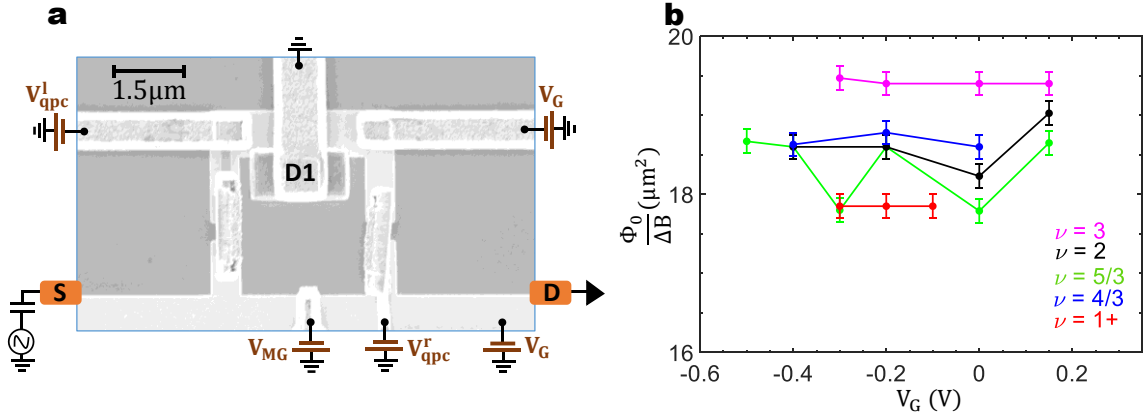 a
1.5μm
V^l_qpc
V_G
D1
S
D
V_MG
V^r_qpc
V_G
b
20
18
16
Φ_0/ΔB (μm²)
-0.6
-0.4
-0.2
0
0.2
V_G (V)
ν = 3
ν = 2
ν = 5/3
ν = 4/3
ν = 1+